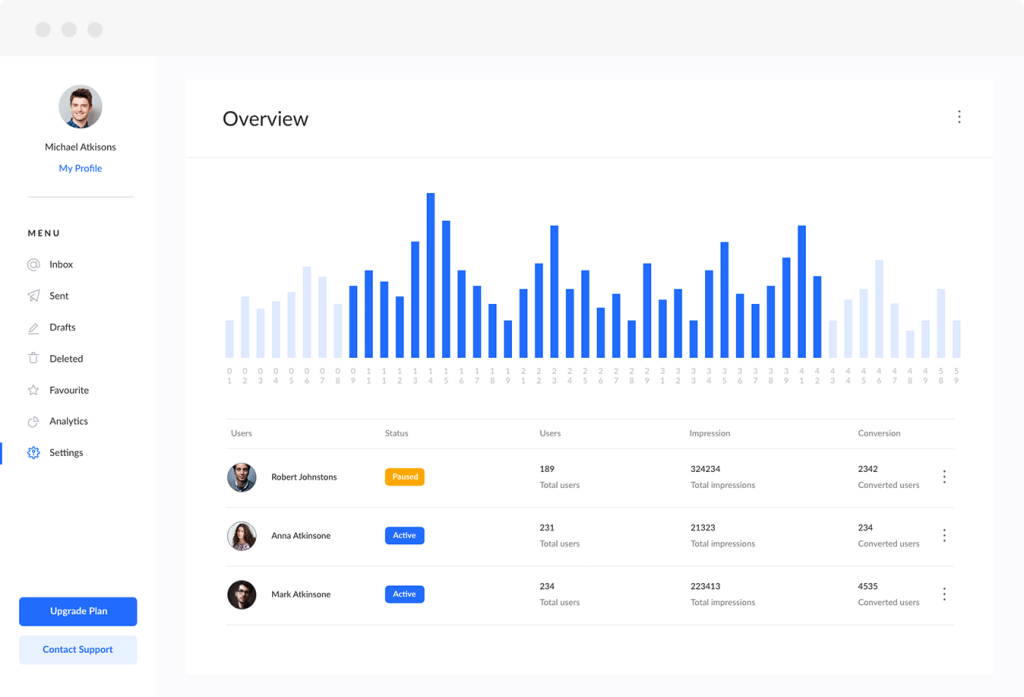 Michael Atkisons
My Profile
MENU
Inbox
Sent
Drafts
Deleted
Favourite
Analytics
Settings
Upgrade Plan
Contact Support
Overview
01 02 03 04 05 06 07 08 09 11 11 12 13 14 15 16 17 18 19 21 22 23 24 25 26 27 28 29 31 32 33 34 35 36 37 38 39 41 42 43 44 45 46 47 48 49 58 59
Users Status Users Impression Conversion
Robert Johnstons Paused 189 324234 2342
Total users Total impressions Converted users
Anna Atkinsone Active 231 21323 234
Total users Total impressions Converted users
Mark Atkinsone Active 234 223413 4535
Total users Total impressions Converted users